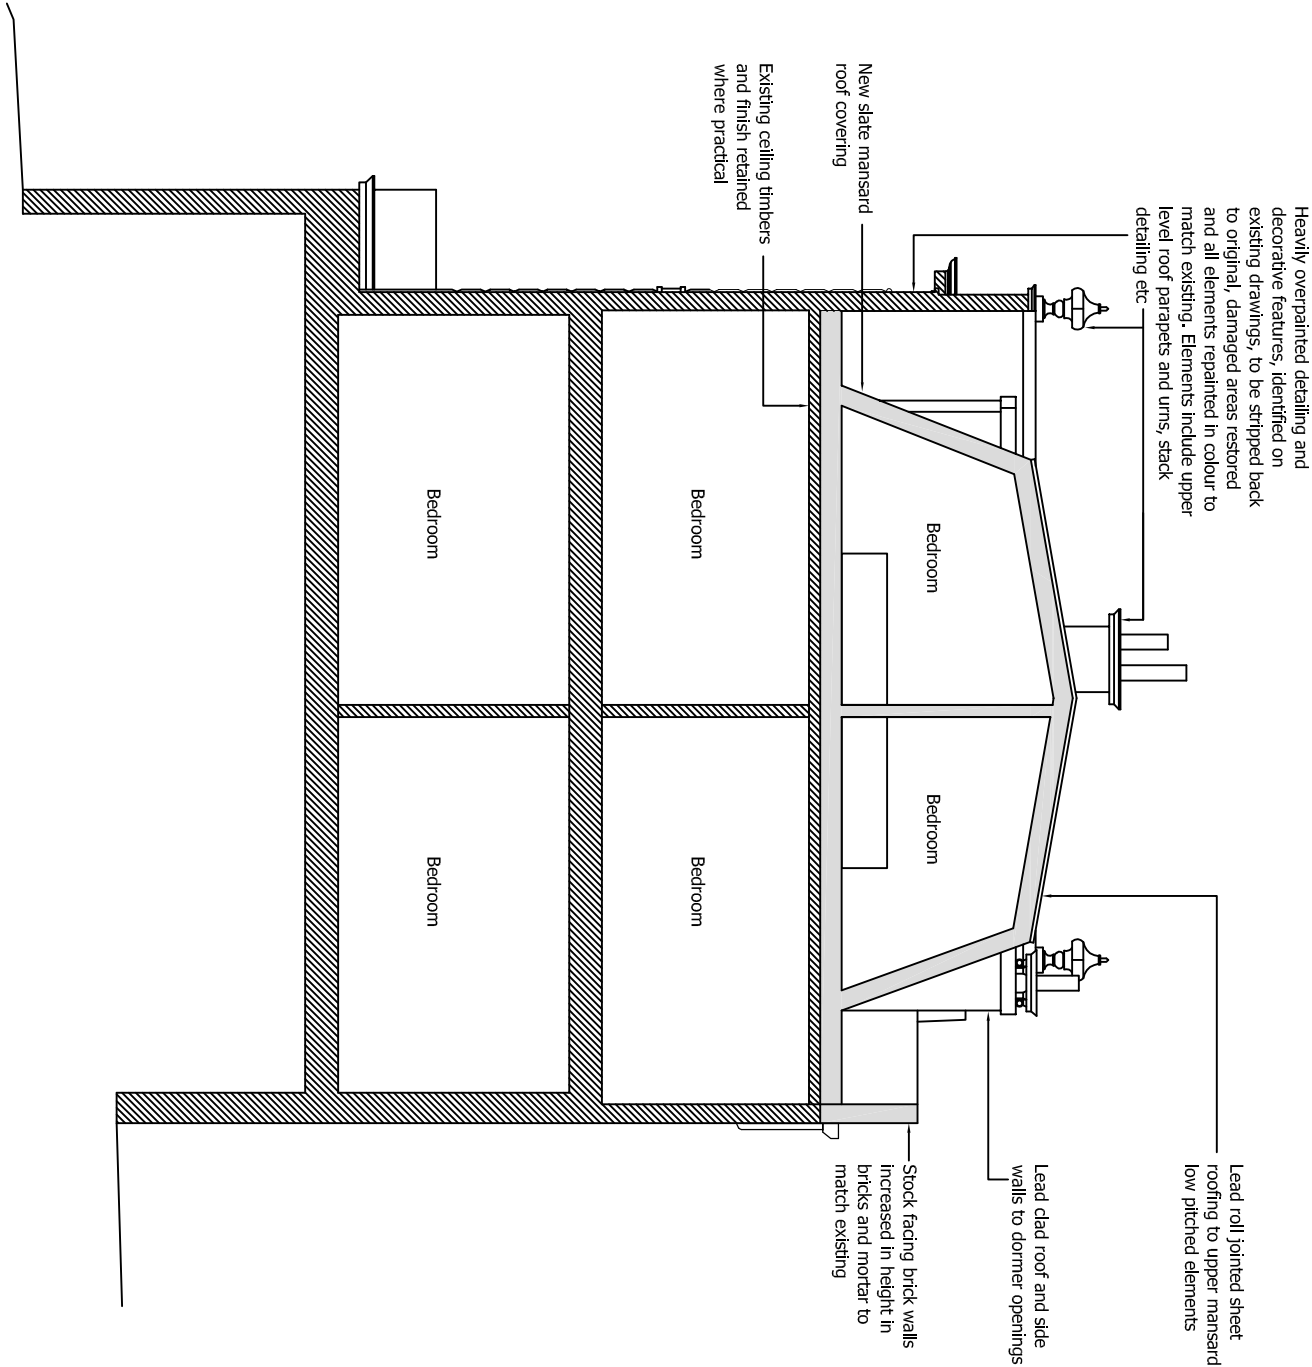 Heavily overpainted detailing and
decorative features, identified on
existing drawings, to be stripped back
to original, damaged areas restored
and all elements repainted in colour to
match existing. Elements include upper
level roof parapets and urns, stack
detailing etc
Lead roll jointed sheet
roofing to upper mansard
low pitched elements
Lead clad roof and side
walls to dormer openings
New slate mansard
roof covering
Stock facing brick walls
increased in height in
bricks and mortar to
match existing
Existing ceiling timbers
and finish retained
where practical
Bedroom
Bedroom
Bedroom
Bedroom
Bedroom
Bedroom